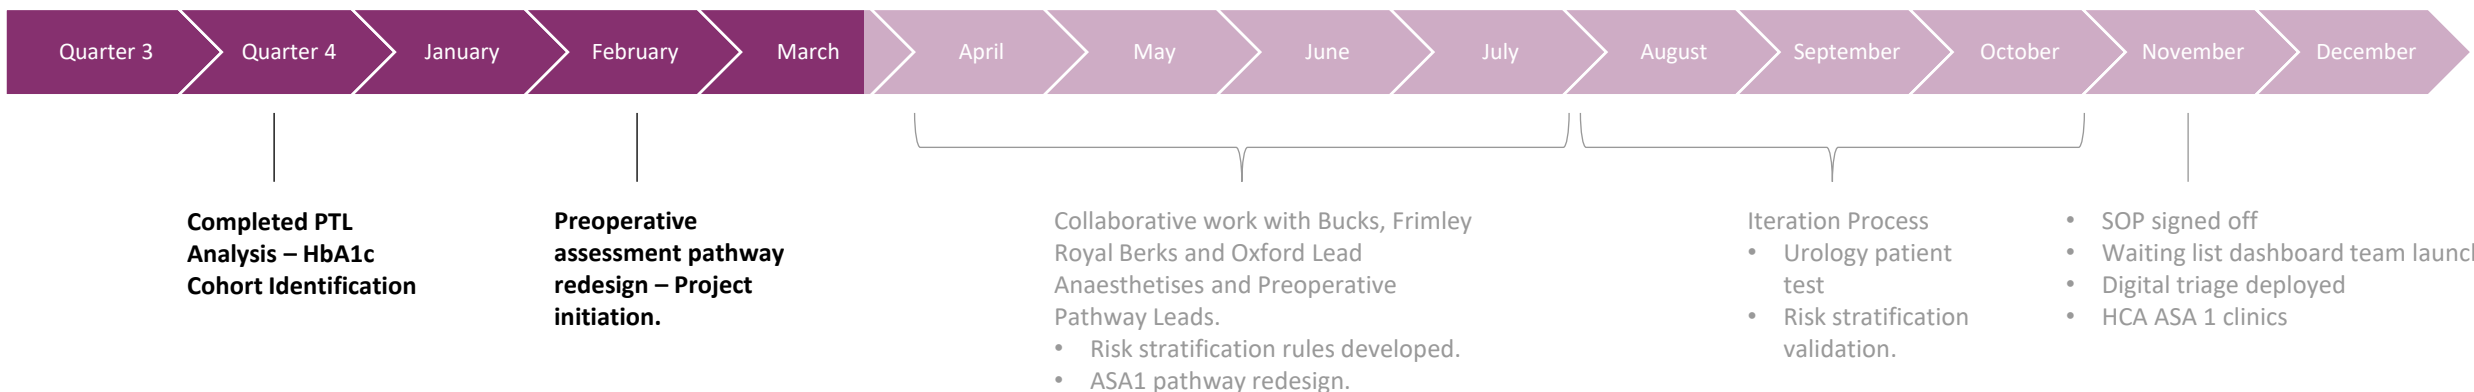 Quarter 3
Quarter 4
January
February
March
April
May
June
July
August
September
October
November
December
Completed PTL
Analysis – HbA1c
Cohort Identification
Preoperative
assessment pathway
redesign – Project
initiation.
Collaborative work with Bucks, Frimley
Royal Berks and Oxford Lead
Anaesthetises and Preoperative
Pathway Leads.
• Risk stratification rules developed.
• ASA1 pathway redesign.
Iteration Process
• Urology patient
test
• Risk stratification
validation.
• SOP signed off
• Waiting list dashboard team launch
• Digital triage deployed
• HCA ASA 1 clinics